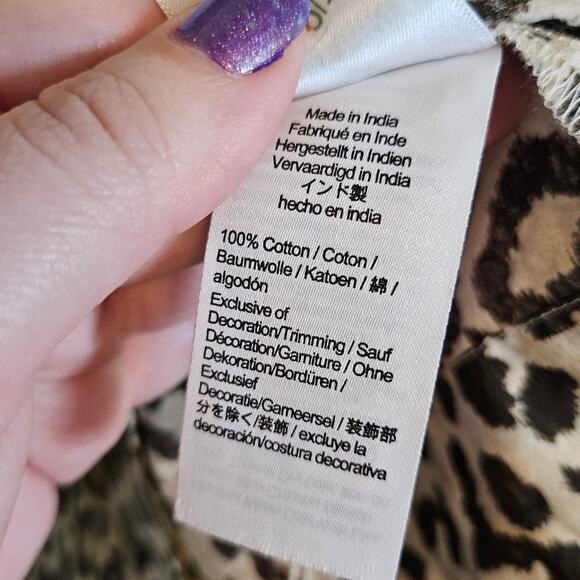 Made in India
Fabriqué en Inde
Hergestellt in Indien
Vervaardigd in India
インド製
hecho en india
100% Cotton / Coton /
Baumwolle / Katoen / 綿 /
algodón
Exclusive of
Decoration/Trimming / Sauf
Décoration/Garniture / Ohne
Dekoration/Bordüren /
Exclusief
Decoratie/Garneersel / 装飾部
分を除く/装飾 / excluye la
decoración/costura decorativa